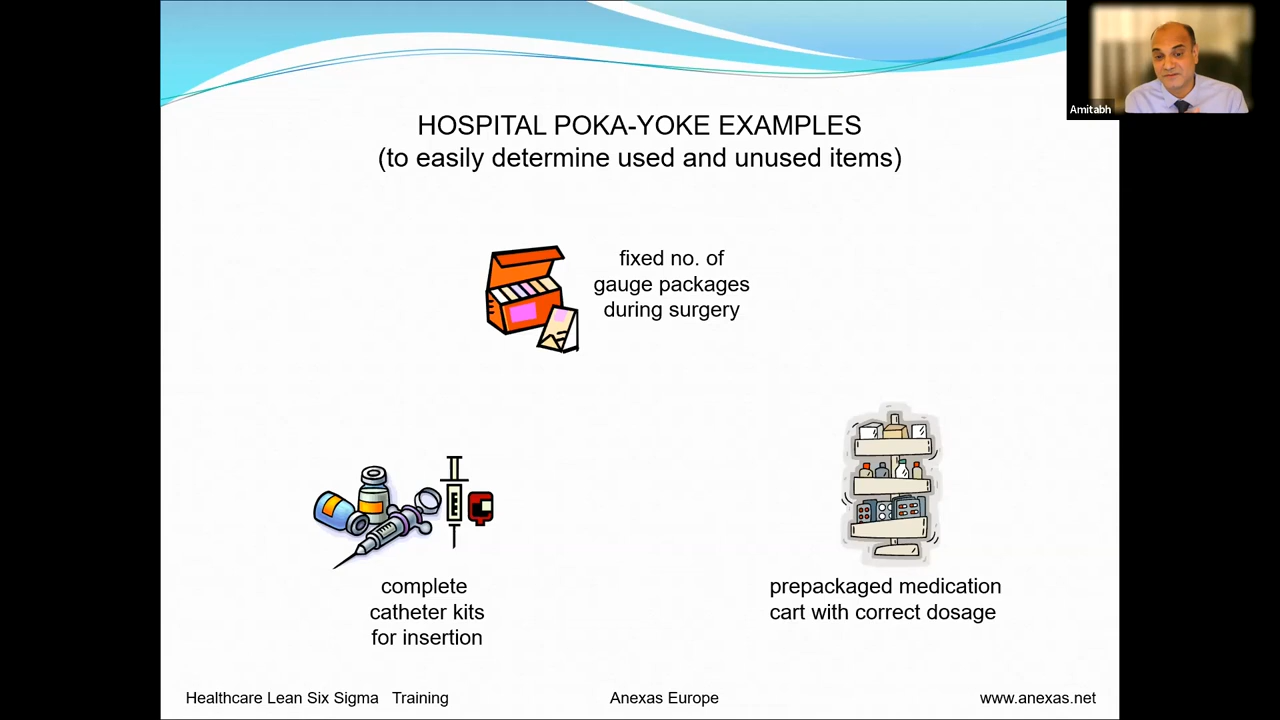 Amitabh
HOSPITAL POKA-YOKE EXAMPLES
(to easily determine used and unused items)
fixed no. of
gauge packages
during surgery
complete
catheter kits
for insertion
prepackaged medication
cart with correct dosage
Healthcare Lean Six Sigma Training
Anexas Europe
www.anexas.net